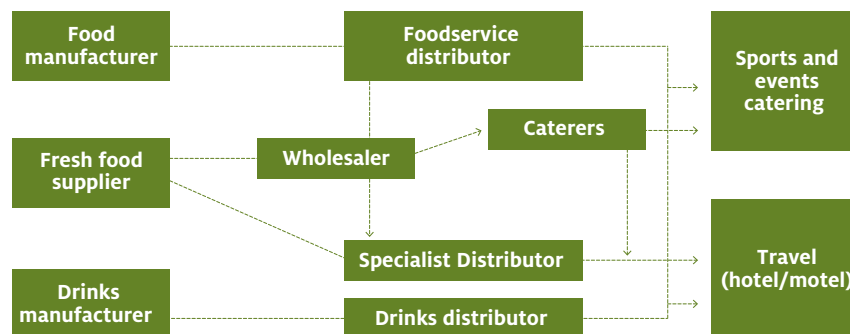 Food
manufacturer
Foodservice
distributor
Sports and
events
catering
Fresh food
supplier
Wholesaler
Caterers
Specialist Distributor
Travel
(hotel/motel)
Drinks
manufacturer
Drinks distributor